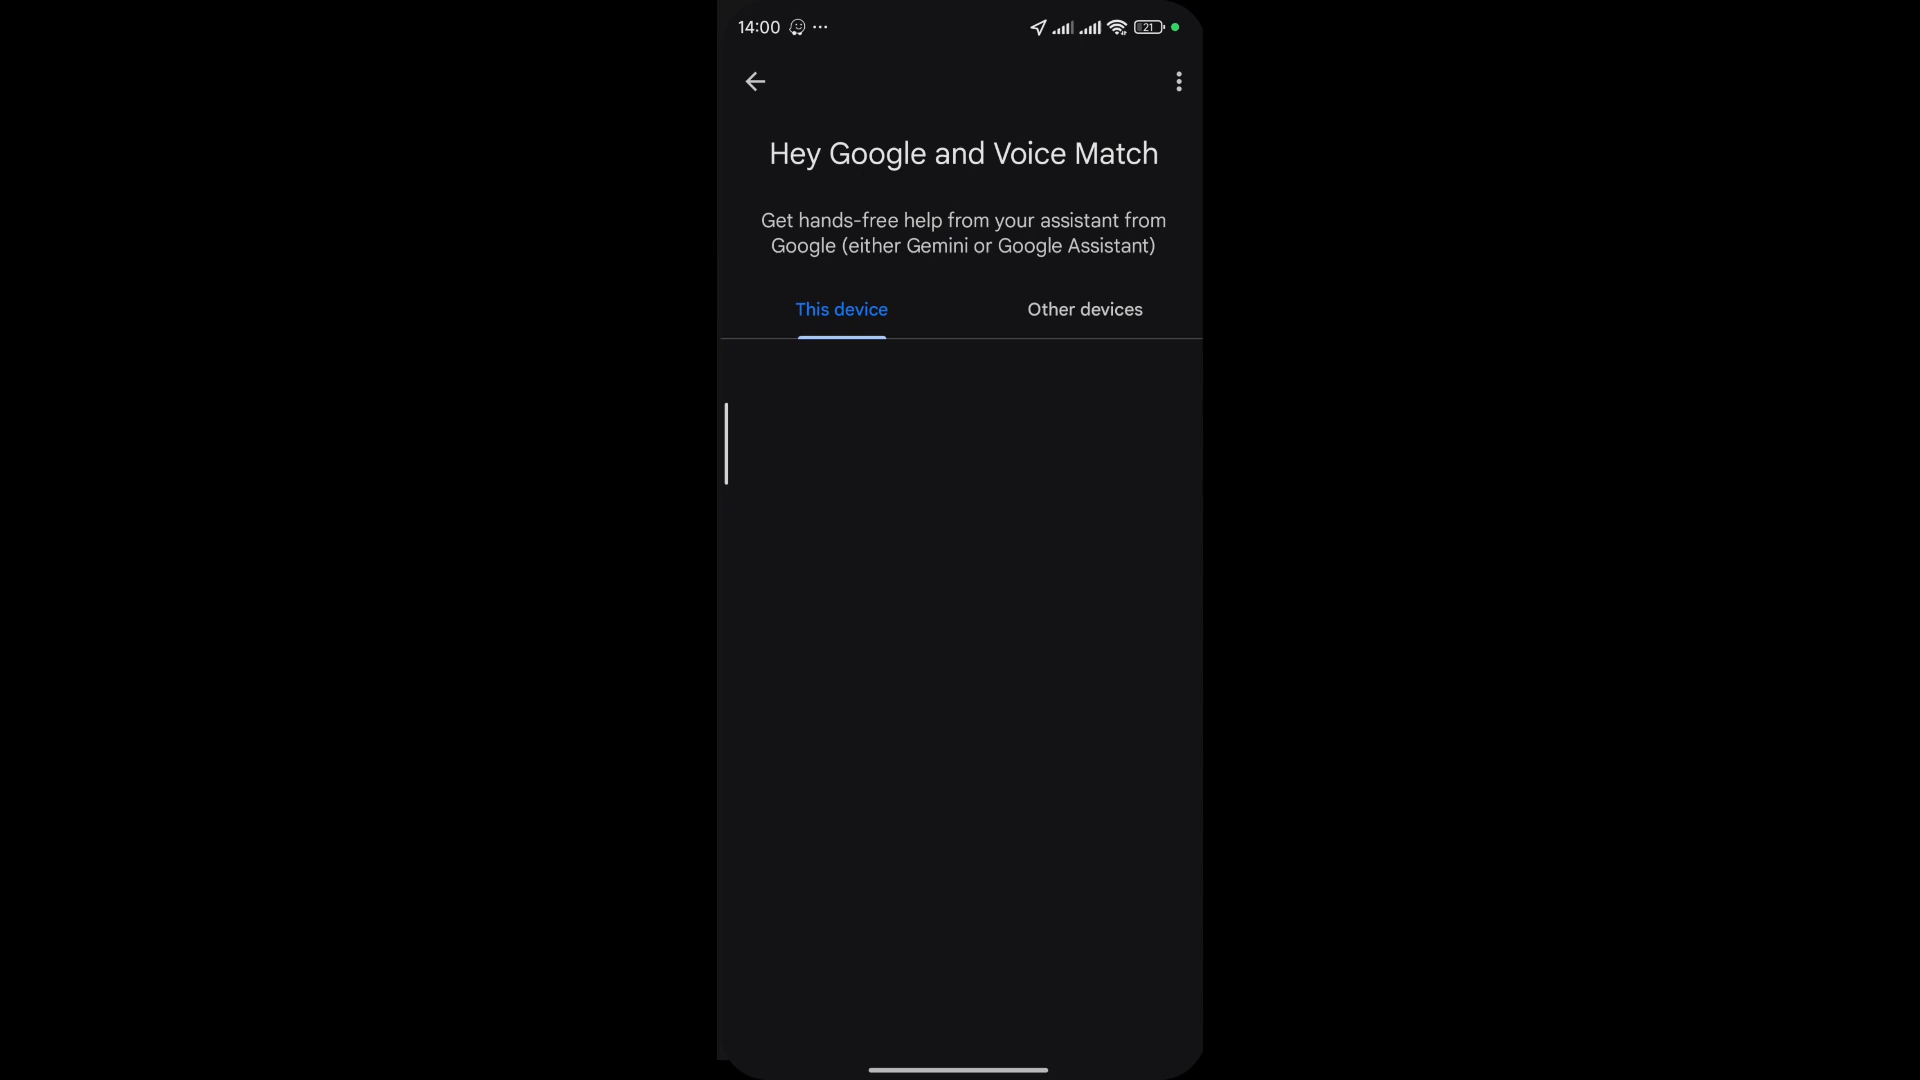 14:00
21
Hey Google and Voice Match
Get hands-free help from your assistant from
Google (either Gemini or Google Assistant)
This device
Other devices